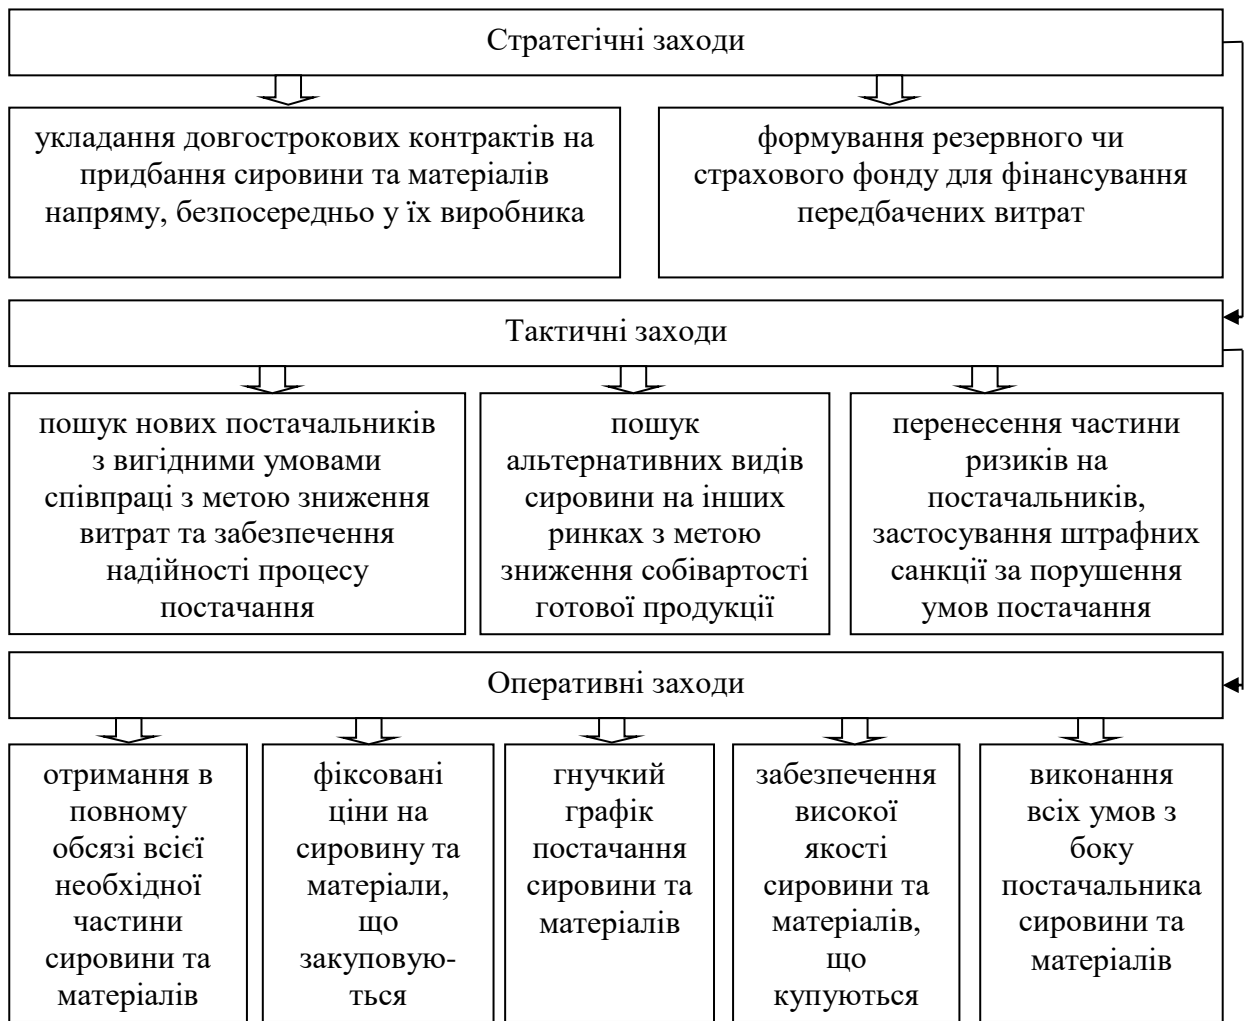 Стратегічні заходи
укладання довгострокових контрактів на
придбання сировини та матеріалів
напряму, безпосередньо у їх виробника
формування резервного чи
страхового фонду для фінансування
передбачених витрат
Тактичні заходи
пошук нових постачальників
з вигідними умовами
співпраці з метою зниження
витрат та забезпечення
надійності процесу
постачання
пошук
альтернативних видів
сировини на інших
ринках з метою
зниження собівартості
готової продукції
перенесення частини
ризиків на
постачальників,
застосування штрафних
санкції за порушення
умов постачання
Оперативні заходи
отримання в
повному
обсязі всієї
необхідної
частини
сировини та
матеріалів
фіксовані
ціни на
сировину та
матеріали,
що
закуповую-
ться
гнучкий
графік
постачання
сировини та
матеріалів
забезпечення
високої
якості
сировини та
матеріалів,
що
купуються
виконання
всіх умов з
боку
постачальника
сировини та
матеріалів